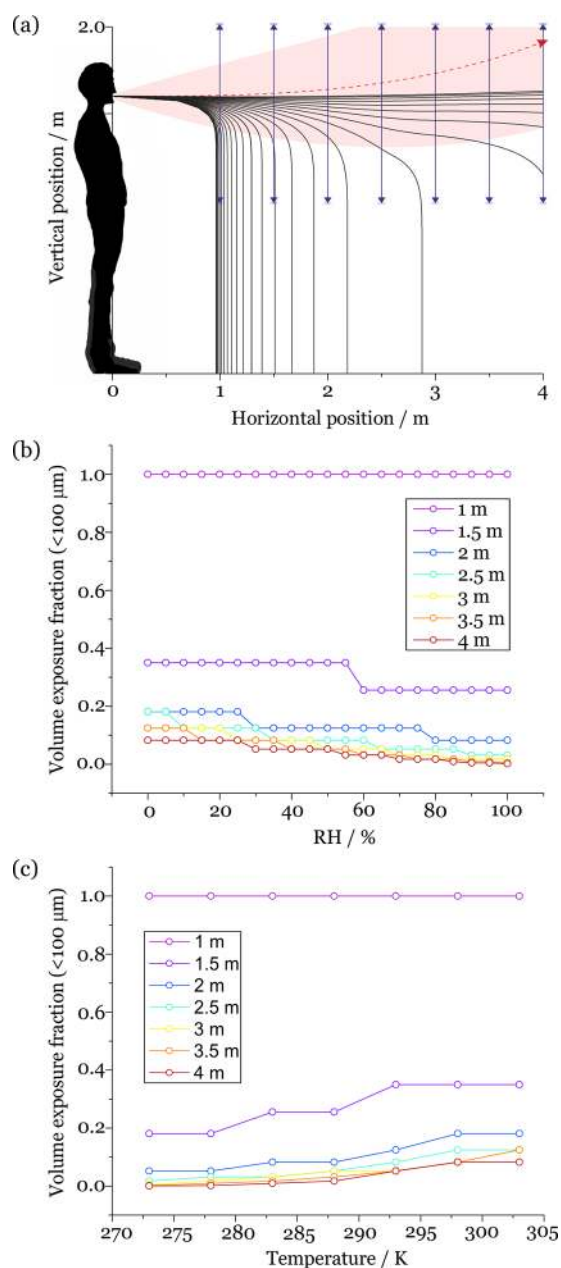 (a)
2.0
Vertical position / m
0 1 2 3 4
Horizontal position / m
(b)
Volume exposure fraction (<100 μm)
1.0
0.8
0.6
0.4
0.2
0.0
1 m
1.5 m
2 m
2.5 m
3 m
3.5 m
4 m
0 20 40 60 80 100
RH / %
(c)
Volume exposure fraction (<100 μm)
1.0
0.8
0.6
0.4
0.2
0.0
1 m
1.5 m
2 m
2.5 m
3 m
3.5 m
4 m
270 275 280 285 290 295 300 305
Temperature / K